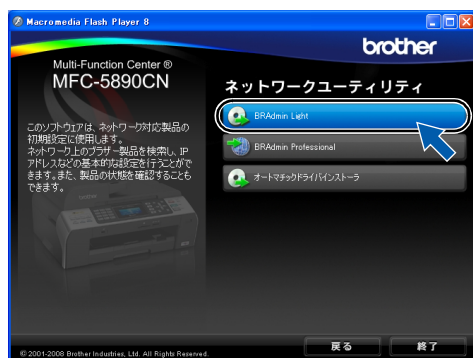 Macromedia Flash Player 8
brother
Multi-Function Center ®
MFC-5890CN
ネットワークユーティリティ
BRAdmin Light
BRAdmin Professional
オートマチックドライバインストーラ
このソフトウェアは、ネットワーク対応製品の
初期設定に使用します。
ネットワーク上のブラザー製品を検索し、IP
アドレスなどの基本的な設定を行うことがで
きます。また、製品の状態を確認することも
できます。
戻る
終了
© 2001-2008 Brother Industries, Ltd. All Rights Reserved.